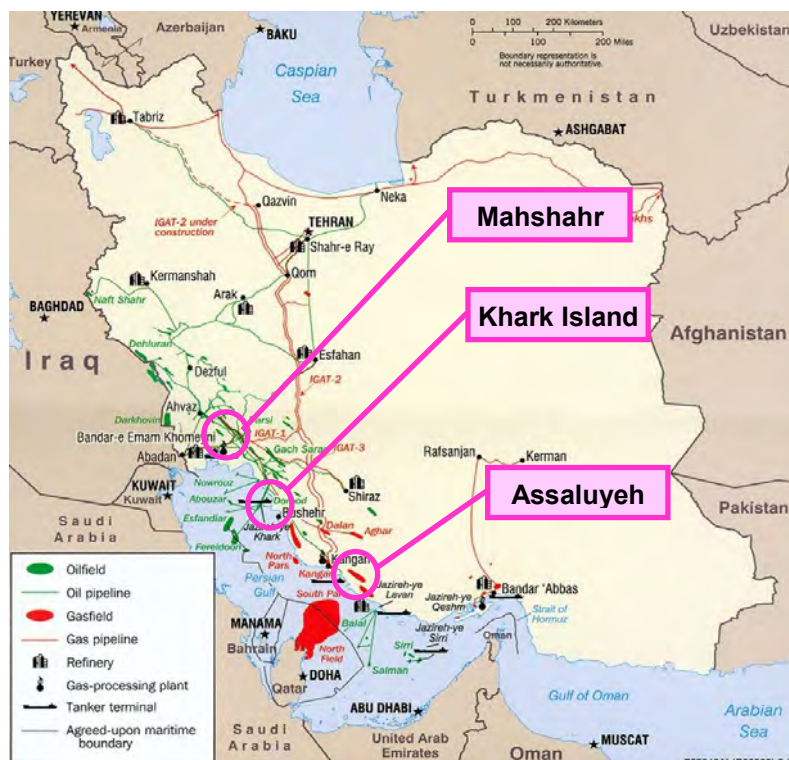 YEREVAN
Armenia
Azerbaijan
BAKU
0 100 200 Kilometers
0 100 200 Miles
Boundary representation is
not necessarily authoritative.
Uzbekistan
Turkey
Caspian
Sea
Turkmenistan
ASHGABAT
Tabriz
Qazvin
Neka
IGAT-2 under
construction
TEHRAN
Shahr-e Ray
Mahshahr
Kermanshah
Qom
Naft Shahr
Arak
BAGHDAD
Khark Island
Afghanistan
Iraq
Dehluran
Esfahan
Dezful
IGAT-2
Ahvaz
Darkhovin
Parsi
Bandar-e Emam Khomeyni
IGAT-1
IGAT-3
Gach Saran
Abadan
Rafsanjan
Kerman
KUWAIT
Kuwait
Nowrouz
Abouzar
Dorood
Shiraz
Assaluyeh
Pakistan
Esfandiar
Bushehr
Jazireh-ye
Khark
Dalan
Aghar
Saudi
Arabia
Fereidoon
North
Pars
Kangan
Kangan
South Pars
Persian
Gulf
Jazireh-ye
Lavan
Jazireh-ye
Qeshm
Bandar 'Abbas
Strait of
Hormuz
MANAMA
Bahrain
Balal
Jazireh-ye
Sirri
Oman
North
Field
Sirri
Salman
DOHA
Qatar
ABU DHABI
Gulf of Oman
Arabian
Sea
Saudi
Arabia
United Arab
Emirates
Oman
MUSCAT
Oilfield
Oil pipeline
Gasfield
Gas pipeline
Refinery
Gas-processing plant
Tanker terminal
Agreed-upon maritime
boundary